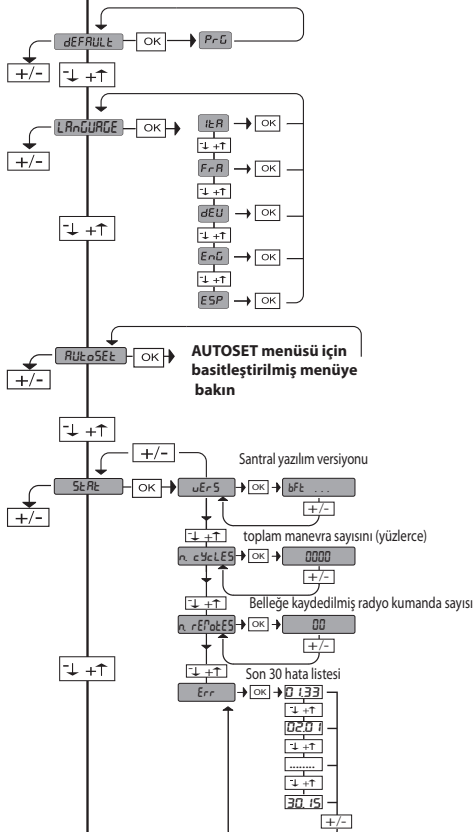 dEFAULt OK PrG
+/- -↓ +↑
LAnGUAGE OK ItA OK
+/- -↓ +↑
FrA OK
-↓ +↑
dEU OK
-↓ +↑ -↓ +↑
EnG OK
-↓ +↑
ESP OK
AUtoSEt OK AUTOSET menüsü için
basitleştirilmiş menüye
bakın
+/-
-↓ +↑
+/-
Santral yazılım versiyonu
StAt OK uErS OK bFt ...
+/- +/-
-↓ +↑ toplam manevra sayısını (yüzlerce)
n. cYcLES OK 0000
+/-
-↓ +↑ Belleğe kaydedilmiş radyo kumanda sayısı
n. rEMotES OK 00
+/-
-↓ +↑ -↓ +↑ Son 30 hata listesi
Err OK 01.33
-↓ +↑
02.01
-↓ +↑
........
-↓ +↑
30.15
+/-